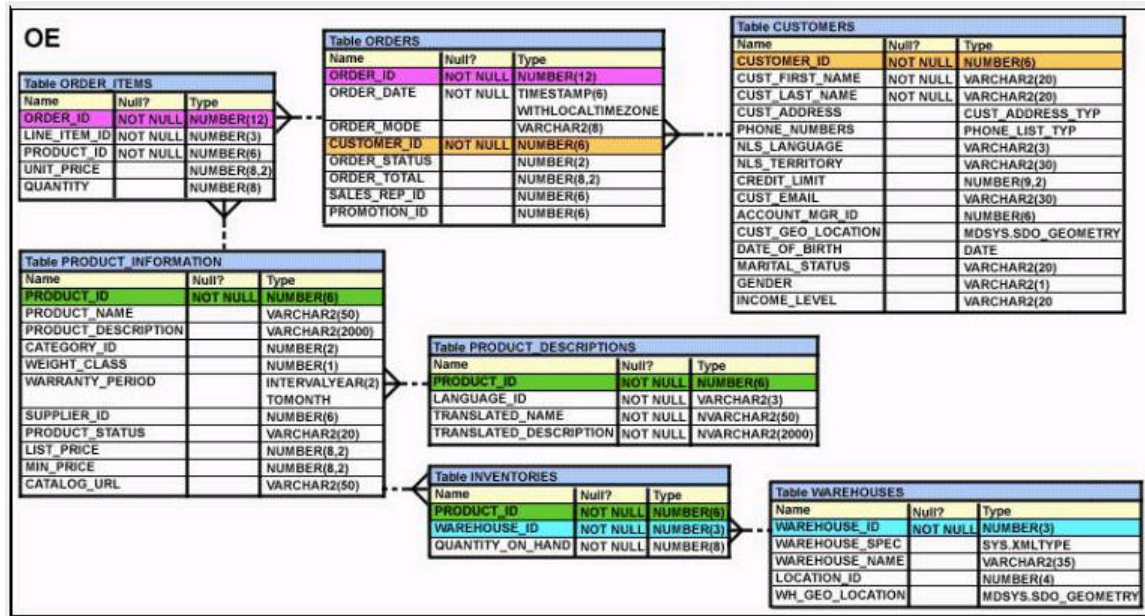 OE
Table ORDER_ITEMS
Name Null? Type
ORDER_ID NOT NULL NUMBER(12)
LINE_ITEM_ID NOT NULL NUMBER(3)
PRODUCT_ID NOT NULL NUMBER(6)
UNIT_PRICE NUMBER(8,2)
QUANTITY NUMBER(8)
Table ORDERS
Name Null? Type
ORDER_ID NOT NULL NUMBER(12)
ORDER_DATE NOT NULL TIMESTAMP(6)
WITHLOCALTIMEZONE
ORDER_MODE VARCHAR2(8)
CUSTOMER_ID NOT NULL NUMBER(6)
ORDER_STATUS NUMBER(2)
ORDER_TOTAL NUMBER(8,2)
SALES_REP_ID NUMBER(6)
PROMOTION_ID NUMBER(6)
Table CUSTOMERS
Name Null? Type
CUSTOMER_ID NOT NULL NUMBER(6)
CUST_FIRST_NAME NOT NULL VARCHAR2(20)
CUST_LAST_NAME NOT NULL VARCHAR2(20)
CUST_ADDRESS CUST_ADDRESS_TYP
PHONE_NUMBERS PHONE_LIST_TYP
NLS_LANGUAGE VARCHAR2(3)
NLS_TERRITORY VARCHAR2(30)
CREDIT_LIMIT NUMBER(9,2)
CUST_EMAIL VARCHAR2(30)
ACCOUNT_MGR_ID NUMBER(6)
CUST_GEO_LOCATION MDSYS.SDO_GEOMETRY
DATE_OF_BIRTH DATE
MARITAL_STATUS VARCHAR2(20)
GENDER VARCHAR2(1)
INCOME_LEVEL VARCHAR2(20
Table PRODUCT_INFORMATION
Name Null? Type
PRODUCT_ID NOT NULL NUMBER(6)
PRODUCT_NAME VARCHAR2(50)
PRODUCT_DESCRIPTION VARCHAR2(2000)
CATEGORY_ID NUMBER(2)
WEIGHT_CLASS NUMBER(1)
WARRANTY_PERIOD INTERVALYEAR(2)
TOMONTH
SUPPLIER_ID NUMBER(6)
PRODUCT_STATUS VARCHAR2(20)
LIST_PRICE NUMBER(8,2)
MIN_PRICE NUMBER(8,2)
CATALOG_URL VARCHAR2(50)
Table PRODUCT_DESCRIPTIONS
Name Null? Type
PRODUCT_ID NOT NULL NUMBER(6)
LANGUAGE_ID NOT NULL VARCHAR2(3)
TRANSLATED_NAME NOT NULL NVARCHAR2(50)
TRANSLATED_DESCRIPTION NOT NULL NVARCHAR2(2000)
Table INVENTORIES
Name Null? Type
PRODUCT_ID NOT NULL NUMBER(6)
WAREHOUSE_ID NOT NULL NUMBER(3)
QUANTITY_ON_HAND NOT NULL NUMBER(8)
Table WAREHOUSES
Name Null? Type
WAREHOUSE_ID NOT NULL NUMBER(3)
WAREHOUSE_SPEC SYS.XMLTYPE
WAREHOUSE_NAME VARCHAR2(35)
LOCATION_ID NUMBER(4)
WH_GEO_LOCATION MDSYS.SDO_GEOMETRY